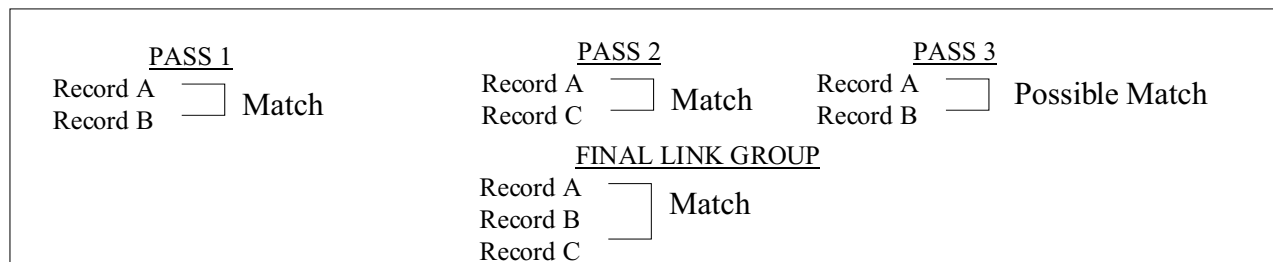 PASS 1
Record A
Record B
Match
PASS 2
Record A
Record C
Match
PASS 3
Record A
Record B
Possible Match
FINAL LINK GROUP
Record A
Record B
Record C
Match